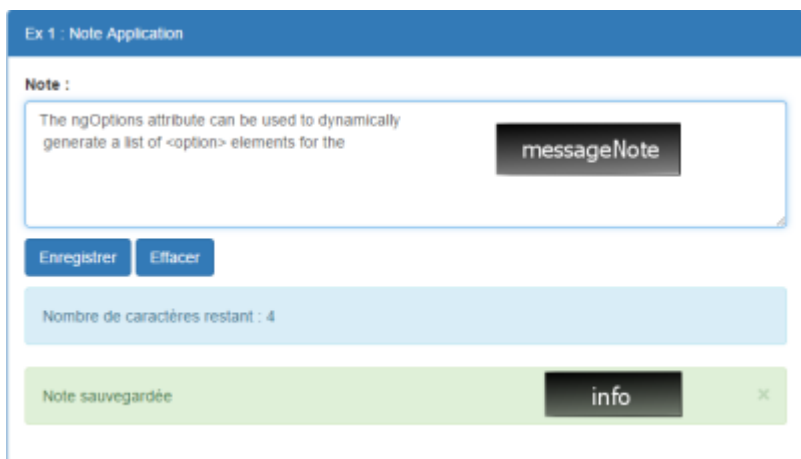 Ex 1 : Note Application
Note :
The ngOptions attribute can be used to dynamically
generate a list of <option> elements for the
messageNote
Enregistrer Effacer
Nombre de caractères restant : 4
Note sauvegardée info ×